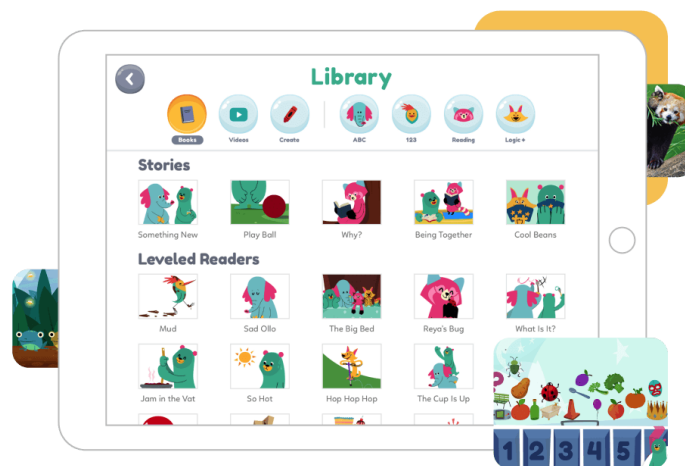 Library
Books Videos Create ABC 123 Reading Logic+
Stories
Something New Play Ball Why? Being Together Cool Beans
Leveled Readers
Mud Sad Ollo The Big Bed Reya's Bug What Is It?
Jam in the Vat So Hot Hop Hop Hop The Cup Is Up
1 2 3 4 5